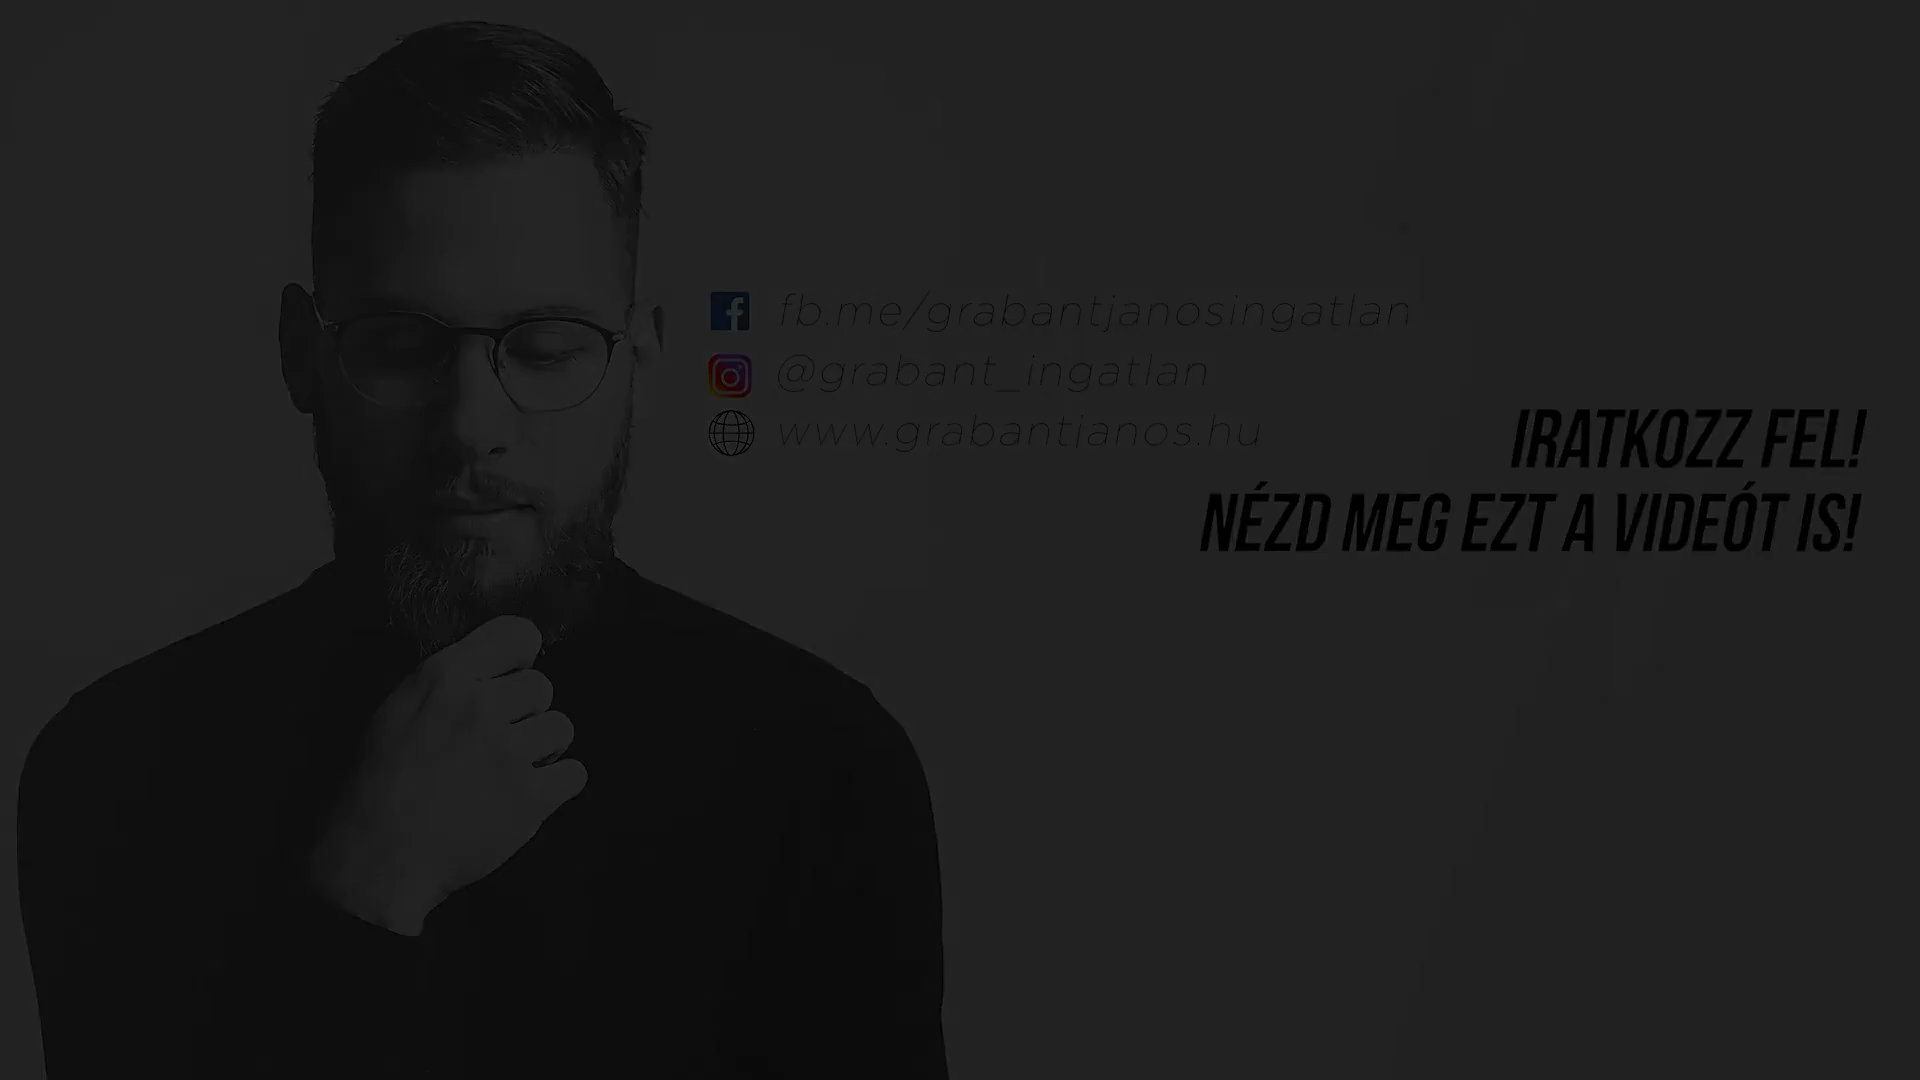 fb.me/grabantjanosingatlan
@grabant_ingatlan
www.grabantjanos.hu
IRATKOZZ FEL!
NÉZD MEG EZT A VIDEÓT IS!